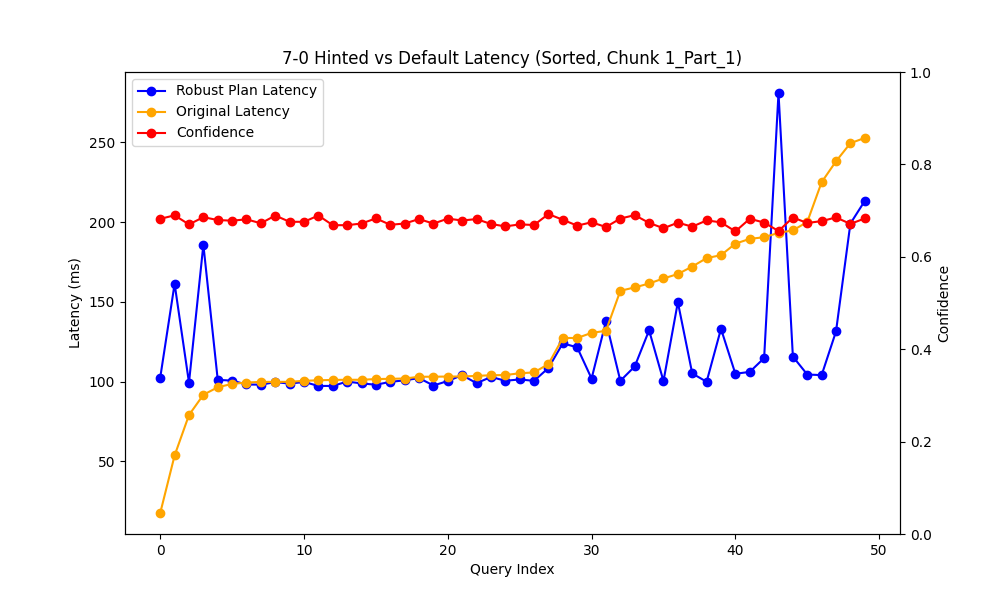 7-0 Hinted vs Default Latency (Sorted, Chunk 1_Part_1)
Robust Plan Latency
Original Latency
Confidence
250
200
150
100
50
Latency (ms)
1.0
0.8
0.6
0.4
0.2
0.0
Confidence
0 10 20 30 40 50
Query Index